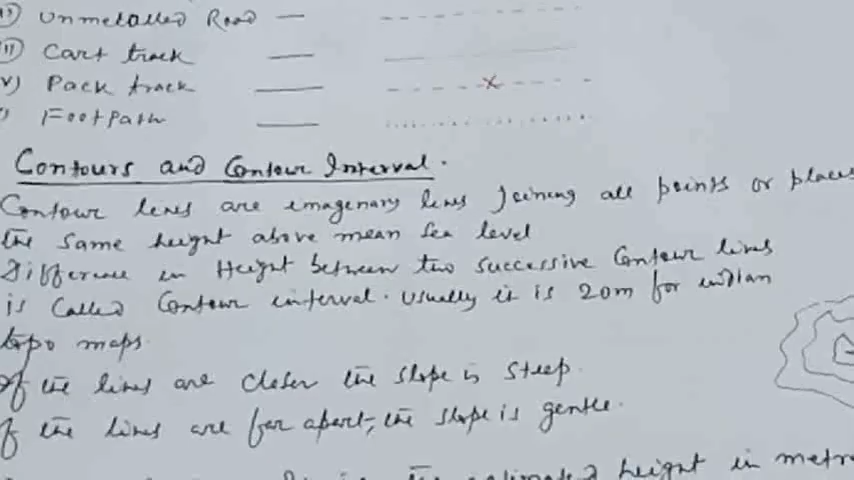 Unmetalled Road
Cart track
v) Pack track
Footpath
Contours and Contour Interval.
Contour lines are imagenary lines Joining all points or places
the same height above mean sea level
Difference in Height between two successive Contour lines
is called Contour interval. Usually it is 20m for indian
topo maps.
If the lines are closer the slope is steep.
If the lines are far apart, the slope is gentle.
the estimated height in metre